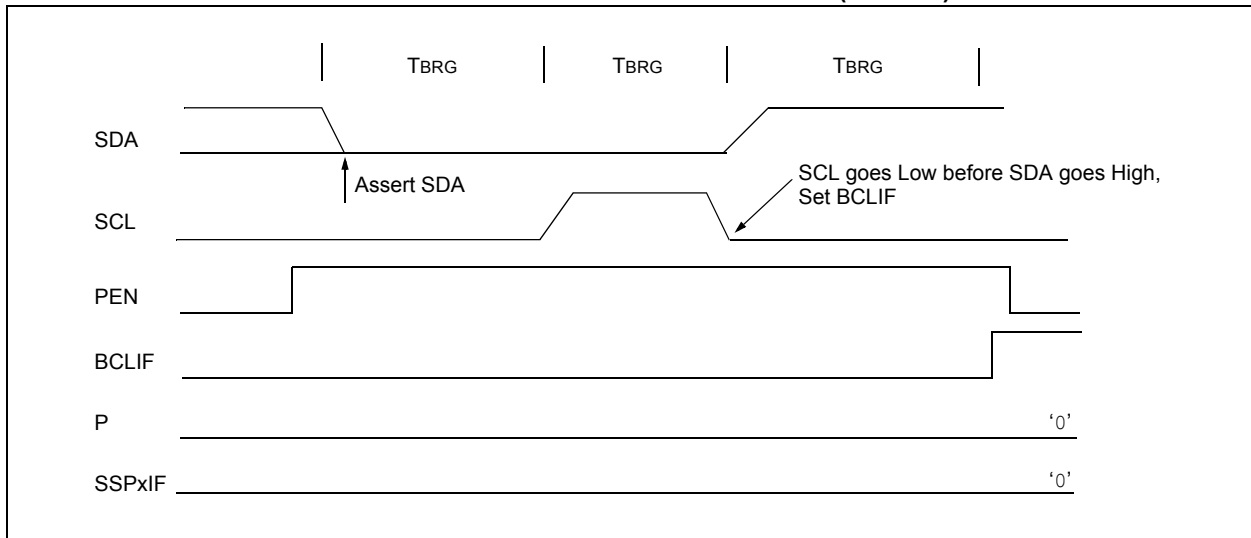 TBRG TBRG TBRG
SDA
Assert SDA
SCL goes Low before SDA goes High,
Set BCLIF
SCL
PEN
BCLIF
P '0'
SSPxIF '0'